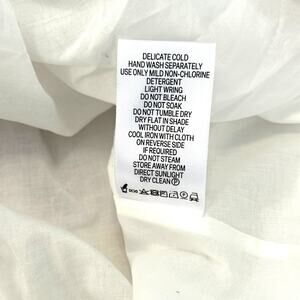 DELICATE COLD
HAND WASH SEPARATELY
USE ONLY MILD NON-CHLORINE
DETERGENT
LIGHT WRING
DO NOT BLEACH
DO NOT SOAK
DO NOT TUMBLE DRY
DRY FLAT IN SHADE
WITHOUT DELAY
COOL IRON WITH CLOTH
ON REVERSE SIDE
IF REQUIRED
DO NOT STEAM
STORE AWAY FROM
DIRECT SUNLIGHT
DRY CLEAN Ⓟ